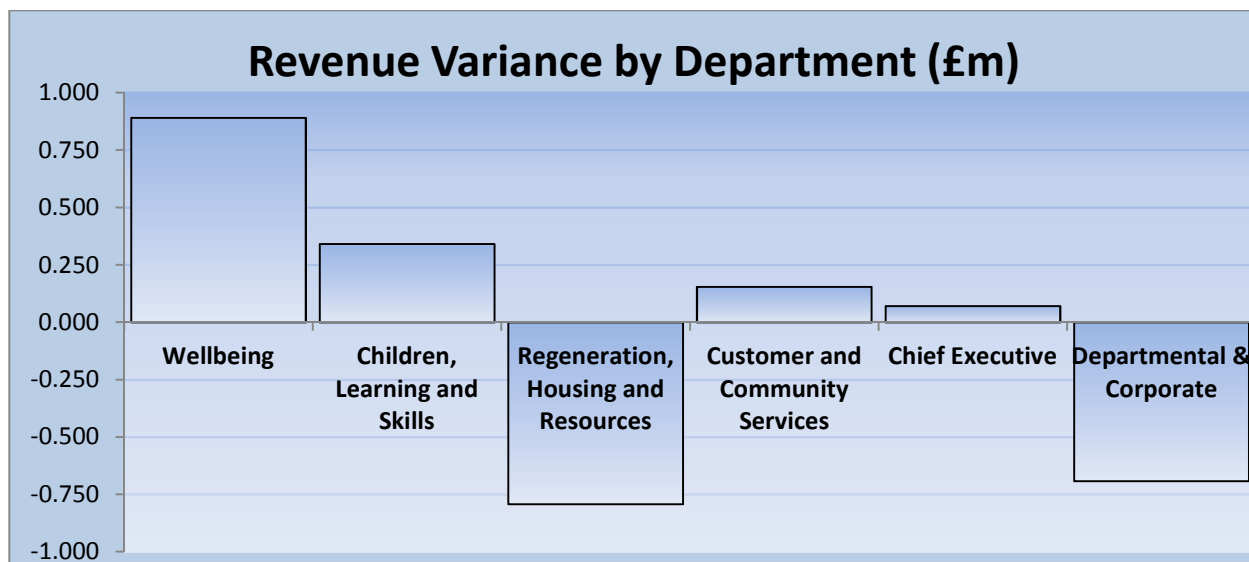 Revenue Variance by Department (£m)
1.000
0.750
0.500
0.250
0.000
-0.250
-0.500
-0.750
-1.000
Wellbeing
Children,
Learning and
Skills
Regeneration,
Housing and
Resources
Customer and
Community
Services
Chief Executive
Departmental &
Corporate